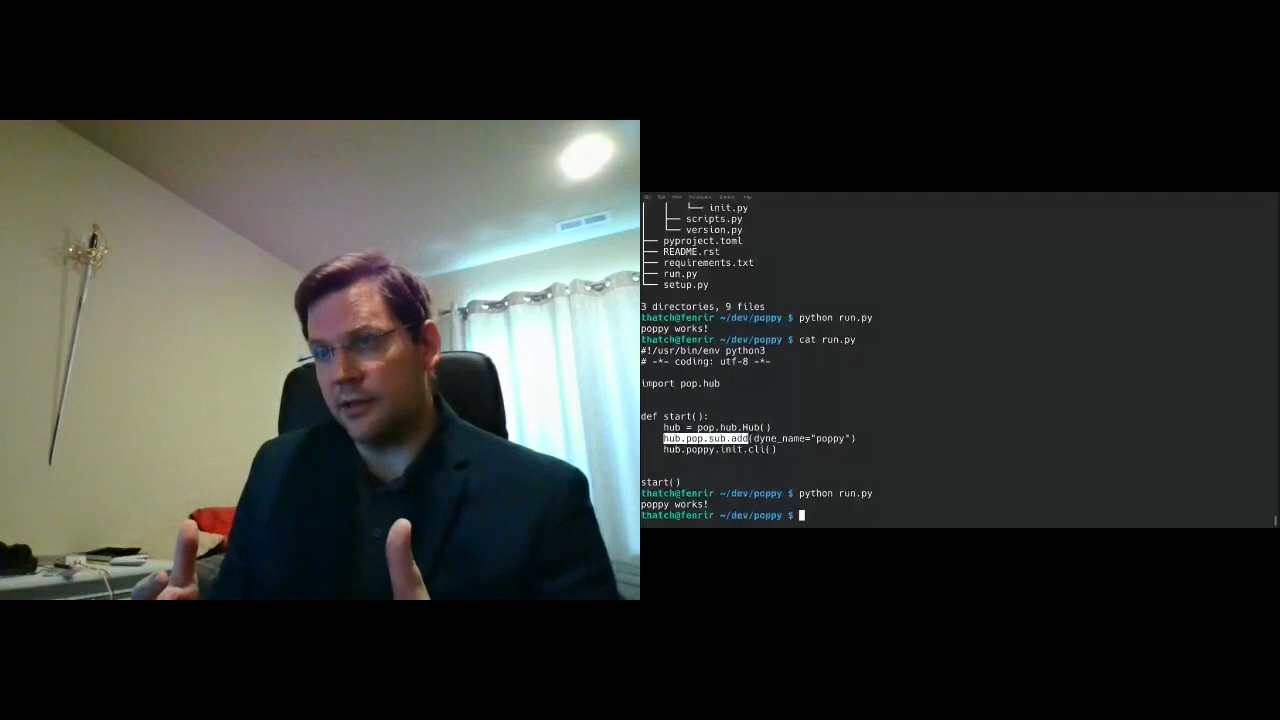 │   │   └── init.py
│   ├── scripts.py
│   └── version.py
├── pyproject.toml
├── README.rst
├── requirements.txt
├── run.py
└── setup.py
3 directories, 9 files
thatch@fenrir ~/dev/poppy $ python run.py
poppy works!
thatch@fenrir ~/dev/poppy $ cat run.py
#!/usr/bin/env python3
# -*- coding: utf-8 -*-
import pop.hub
def start():
    hub = pop.hub.Hub()
    hub.pop.sub.add(dyne_name="poppy")
    hub.poppy.init.cli()
start()
thatch@fenrir ~/dev/poppy $ python run.py
poppy works!
thatch@fenrir ~/dev/poppy $